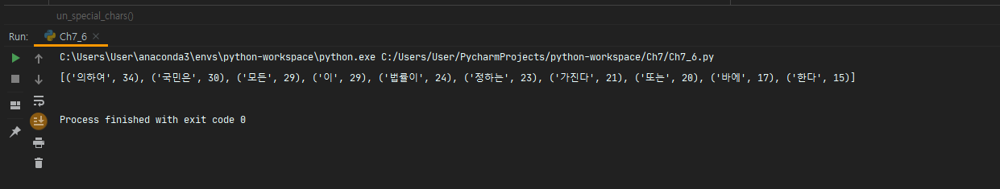 un_special_chars()
Run: Ch7_6 ×
C:\Users\User\anaconda3\envs\python-workspace\python.exe C:/Users/User/PycharmProjects/python-workspace/Ch7/Ch7_6.py
[('의하여', 34), ('국민은', 30), ('모든', 29), ('이', 29), ('법률이', 24), ('정하는', 23), ('가진다', 21), ('또는', 20), ('바에', 17), ('한다', 15)]
Process finished with exit code 0